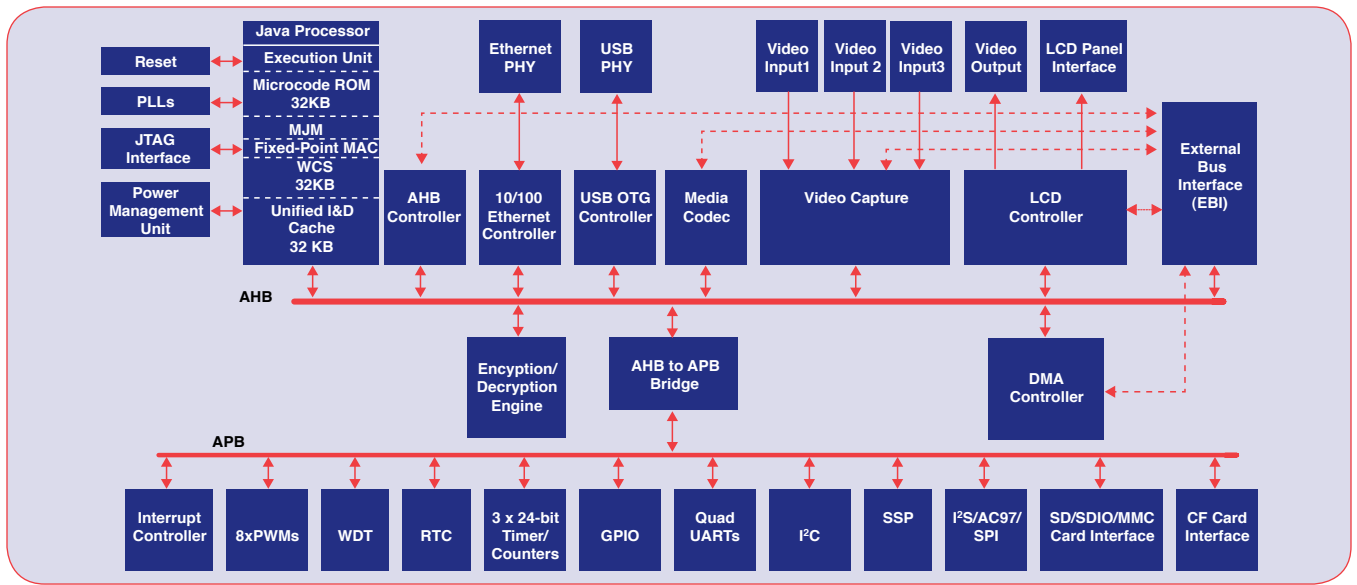 Java Processor
Execution Unit
Microcode ROM
32KB
MJM
Fixed-Point MAC
WCS
32KB
Unified I&D
Cache
32 KB
Reset
PLLs
JTAG
Interface
Power
Management
Unit
Ethernet
PHY
USB
PHY
Video
Input1
Video
Input 2
Video
Input3
Video
Output
LCD Panel
Interface
External
Bus
Interface
(EBI)
AHB
Controller
10/100
Ethernet
Controller
USB OTG
Controller
Media
Codec
Video Capture
LCD
Controller
AHB
Encyption/
Decryption
Engine
AHB to APB
Bridge
DMA
Controller
APB
Interrupt
Controller
8xPWMs
WDT
RTC
3 x 24-bit
Timer/
Counters
GPIO
Quad
UARTs
I²C
SSP
I²S/AC97/
SPI
SD/SDIO/MMC
Card Interface
CF Card
Interface